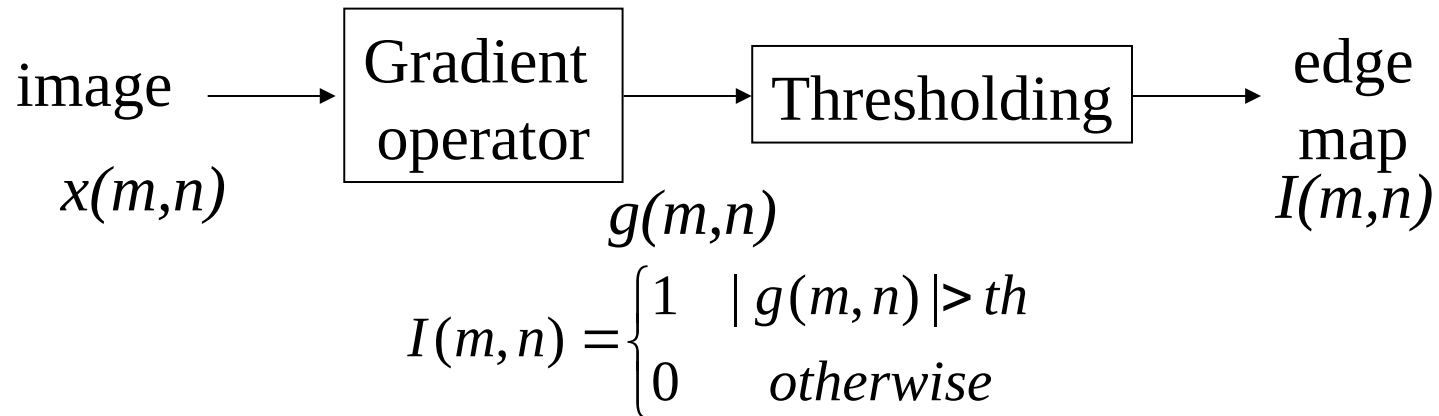 image
Gradient
operator
Thresholding
edge
map
x(m,n)
g(m,n)
I(m,n)
I(m,n) = { 1 | g(m,n) |> th
0 otherwise